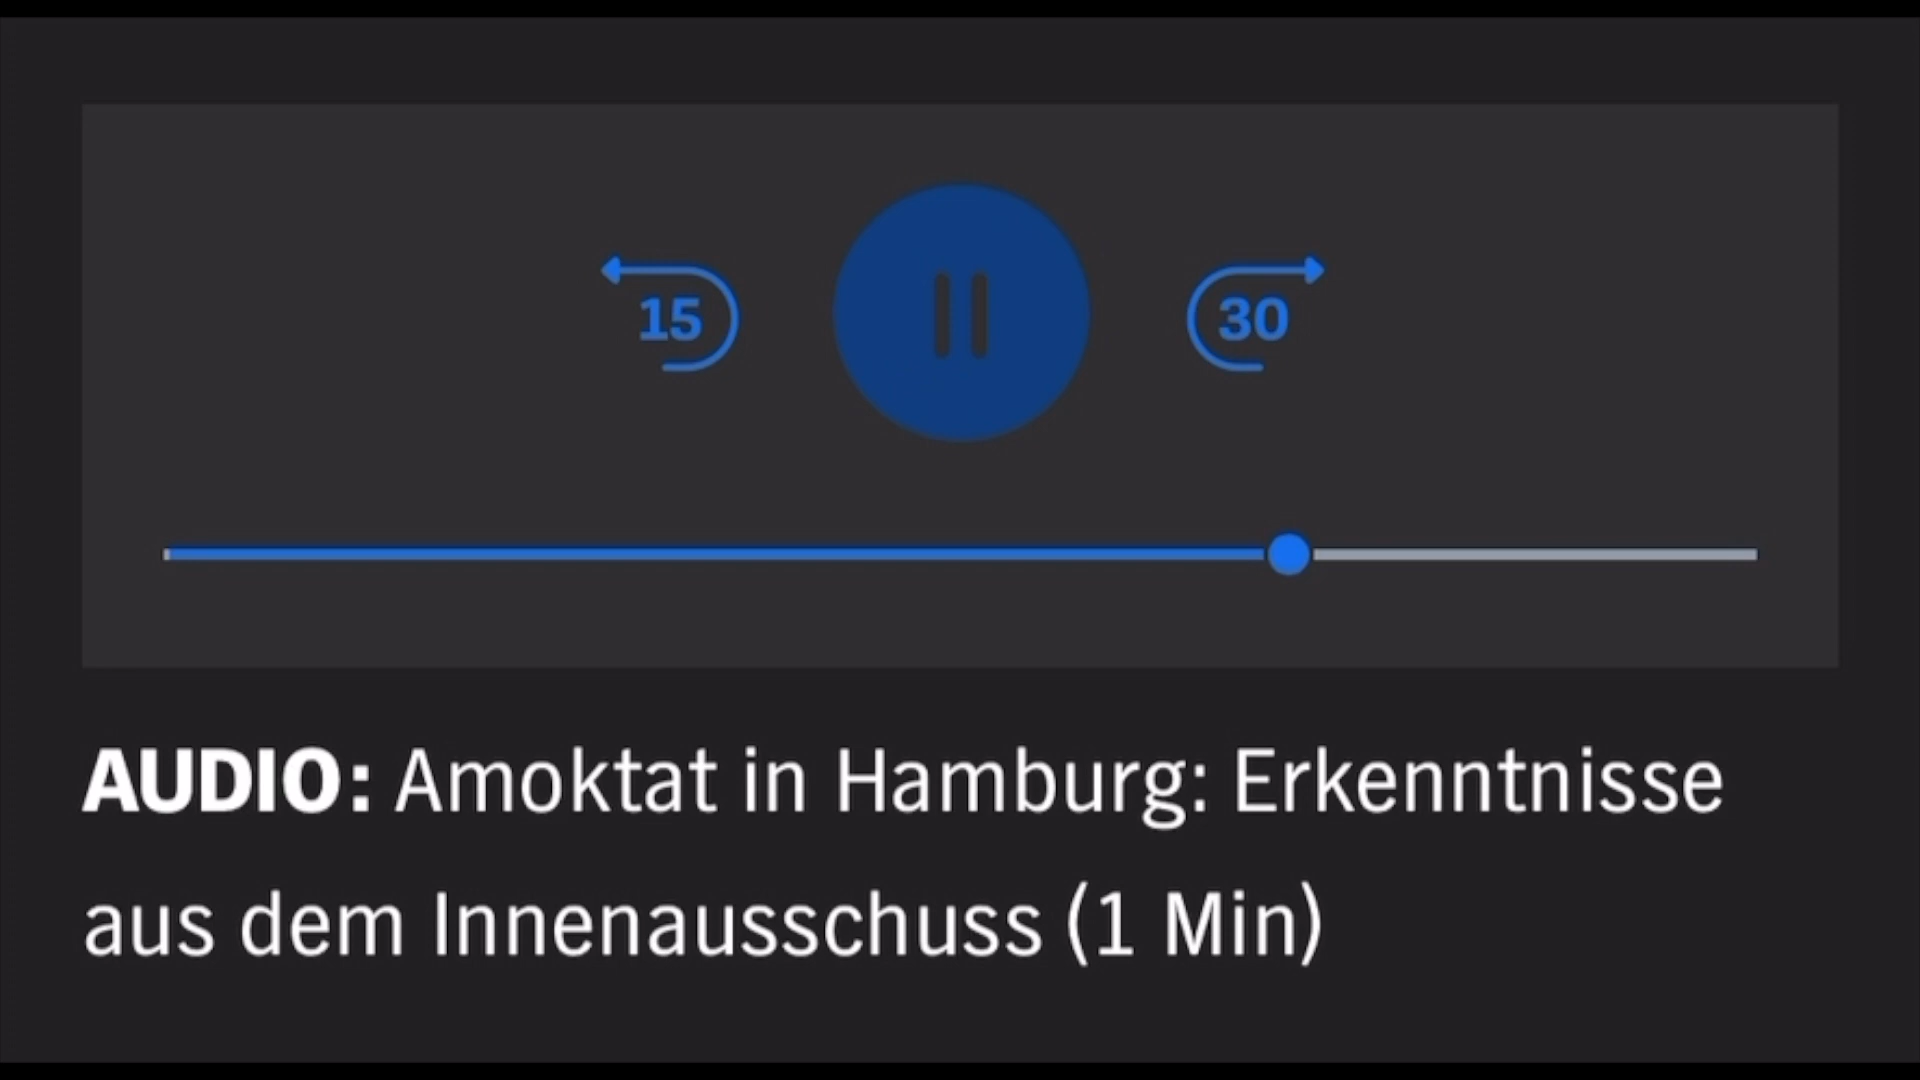 15 30
AUDIO: Amoktat in Hamburg: Erkenntnisse
aus dem Innenausschuss (1 Min)